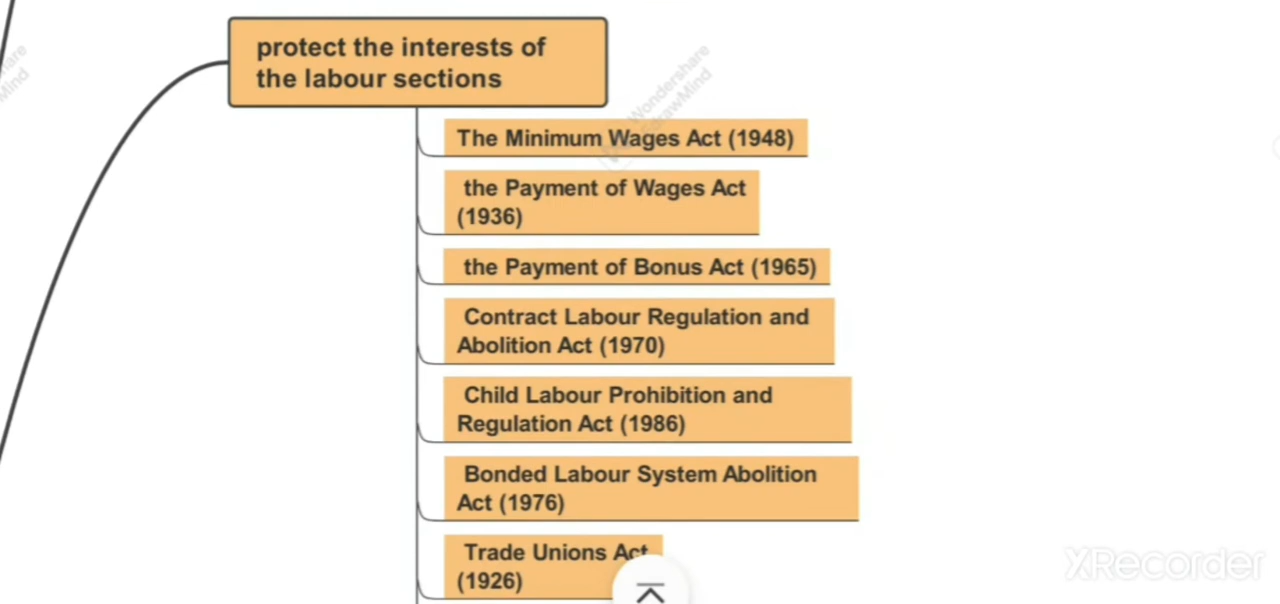 protect the interests of
the labour sections
The Minimum Wages Act (1948)
the Payment of Wages Act
(1936)
the Payment of Bonus Act (1965)
Contract Labour Regulation and
Abolition Act (1970)
Child Labour Prohibition and
Regulation Act (1986)
Bonded Labour System Abolition
Act (1976)
Trade Unions Act
(1926)
Wondershare
EdrawMind
XRecorder